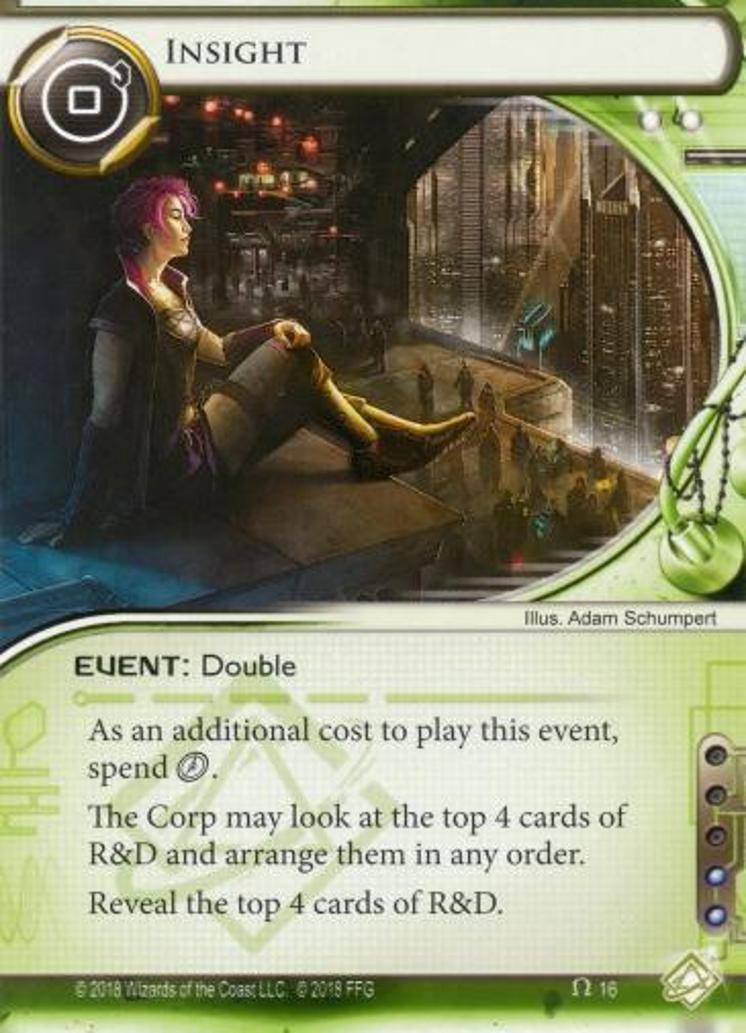 Insight
Illus. Adam Schumpert
EVENT: Double
As an additional cost to play this event,
spend .
The Corp may look at the top 4 cards of
R&D and arrange them in any order.
Reveal the top 4 cards of R&D.
© 2018 Wizards of the Coast LLC. © 2018 FFG
Ω 16